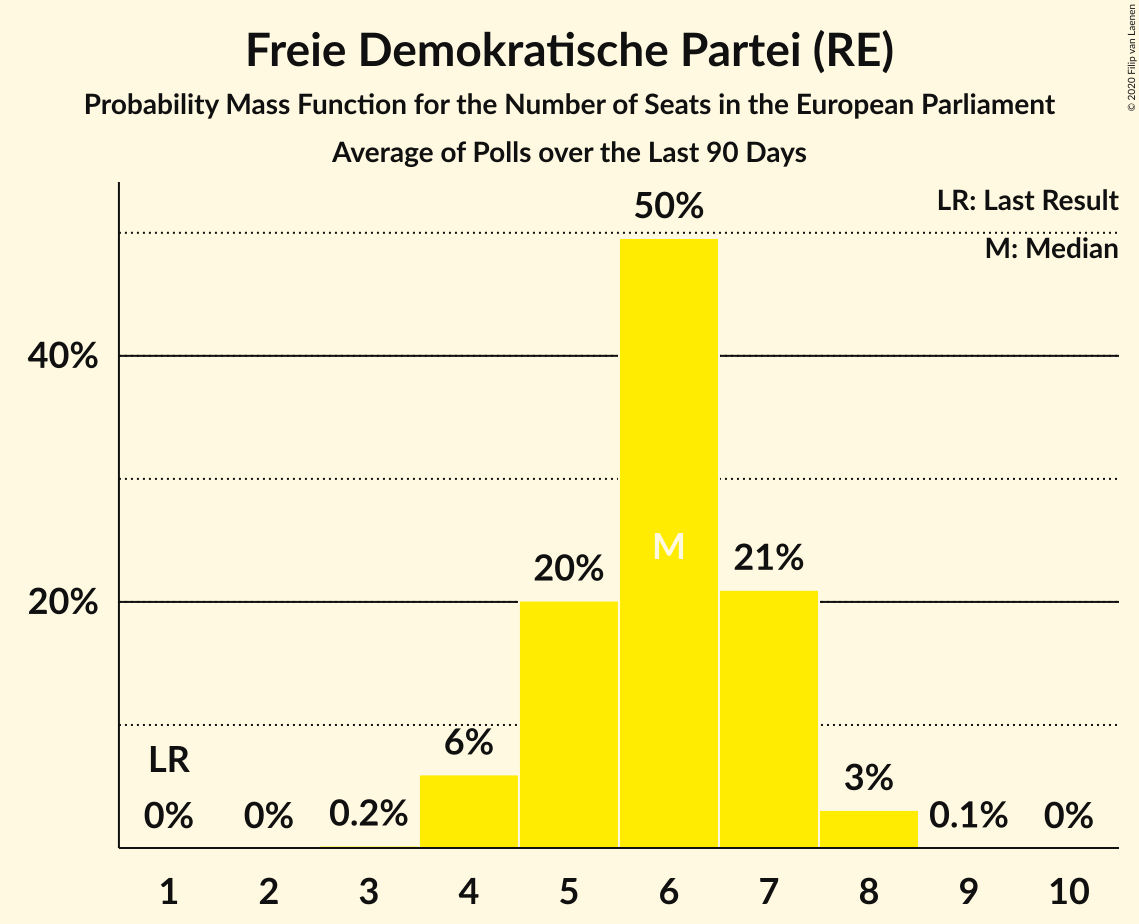 Freie Demokratische Partei (RE)
Probability Mass Function for the Number of Seats in the European Parliament
Average of Polls over the Last 90 Days
© 2020 Filip van Laenen
LR: Last Result
M: Median
50%
40%
M
20%
21%
20%
6%
LR
3%
0%
0%
0.2%
0.1%
0%
1 2 3 4 5 6 7 8 9 10